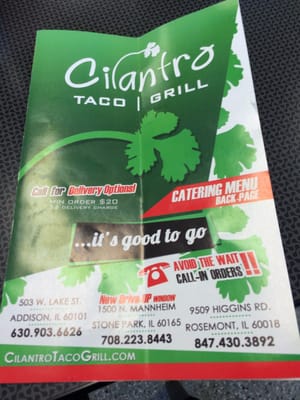 Cilantro
TACO | GRILL
Call for Delivery Options!
MIN ORDER $20
$2 DELIVERY CHARGE
CATERING MENU
BACK PAGE
...it's good to go
AVOID THE WAIT
CALL-IN ORDERS !!
503 W. LAKE ST.
ADDISON, IL 60101
630.903.6626
New Drive-UP WINDOW
1500 N. MANNHEIM
STONE PARK, IL 60165
708.223.8443
9509 HIGGINS RD.
ROSEMONT, IL 60018
847.430.3892
CILANTROTACOGRILL.COM